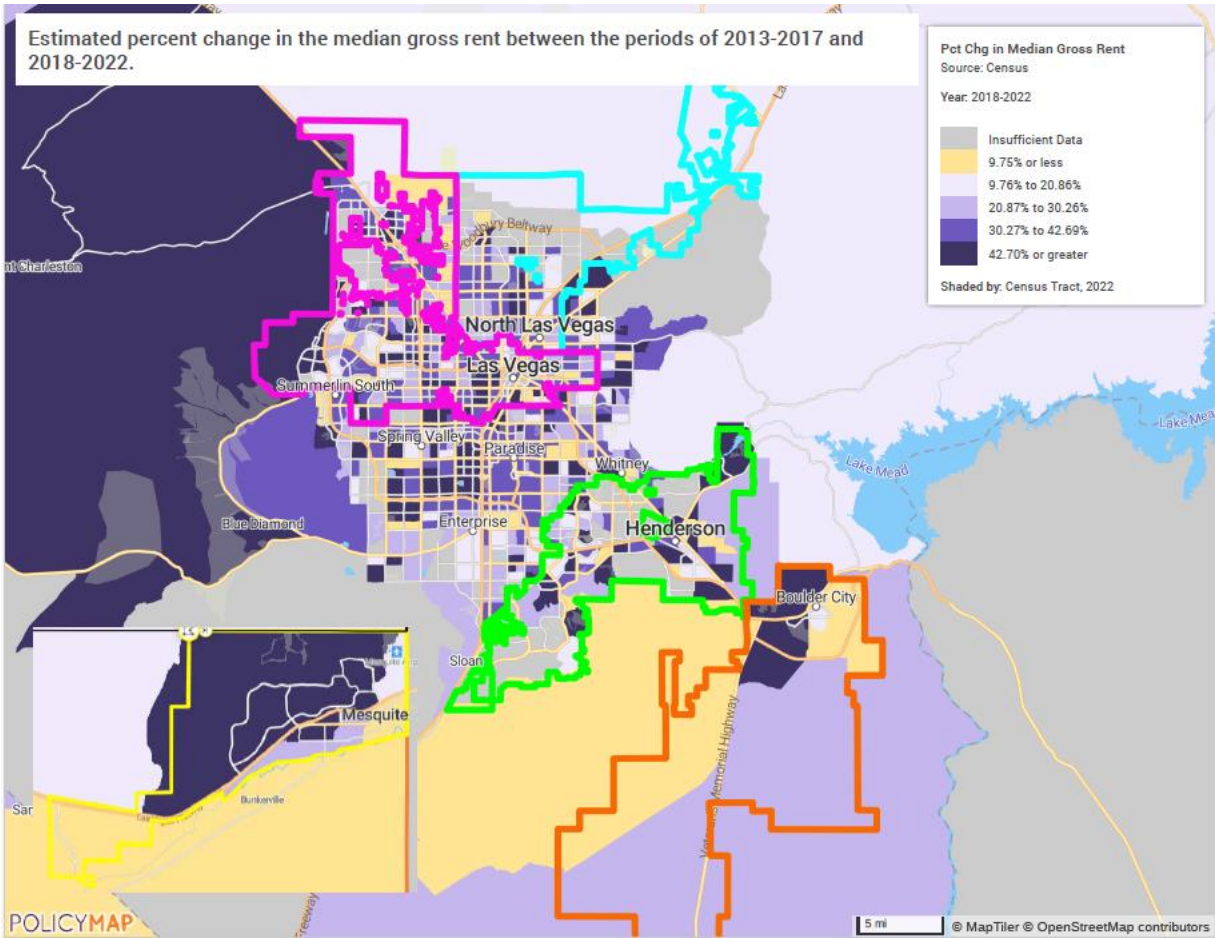 Estimated percent change in the median gross rent between the periods of 2013-2017 and
2018-2022.
Pct Chg in Median Gross Rent
Source: Census
Year: 2018-2022
Insufficient Data
9.75% or less
9.76% to 20.86%
20.87% to 30.26%
30.27% to 42.69%
42.70% or greater
Shaded by: Census Tract, 2022
nt Charleston
Beltway
North Las Vegas
Las Vegas
Summerlin South
Spring Valley
Paradise
Whitney
Lake Mead
Lake Mea
Blue Diamond
Enterprise
Henderson
Boulder City
Sloan
Mesquite
Bunkerville
Sar
Veterans Memorial Highway
Freeway
POLICYMAP
5 mi
© MapTiler © OpenStreetMap contributors